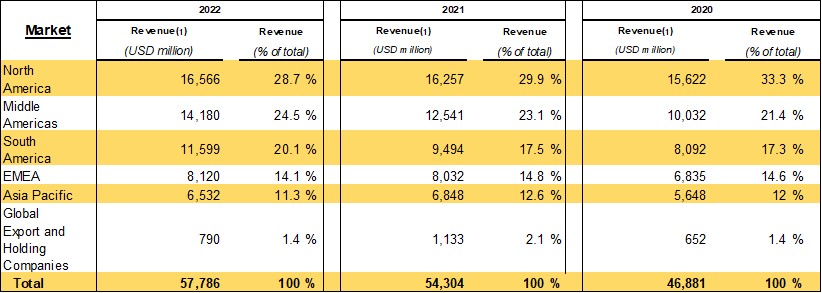 2022 2021 2020
Market Revenue(1) Revenue Revenue(1) Revenue Revenue(1) Revenue
(USD million) (% of total) (USD million) (% of total) (USD million) (% of total)
North
America 16,566 28.7 % 16,257 29.9 % 15,622 33.3 %
Middle
Americas 14,180 24.5 % 12,541 23.1 % 10,032 21.4 %
South
America 11,599 20.1 % 9,494 17.5 % 8,092 17.3 %
EMEA 8,120 14.1 % 8,032 14.8 % 6,835 14.6 %
Asia Pacific 6,532 11.3 % 6,848 12.6 % 5,648 12 %
Global
Export and
Holding 790 1.4 % 1,133 2.1 % 652 1.4 %
Companies
Total 57,786 100 % 54,304 100 % 46,881 100 %